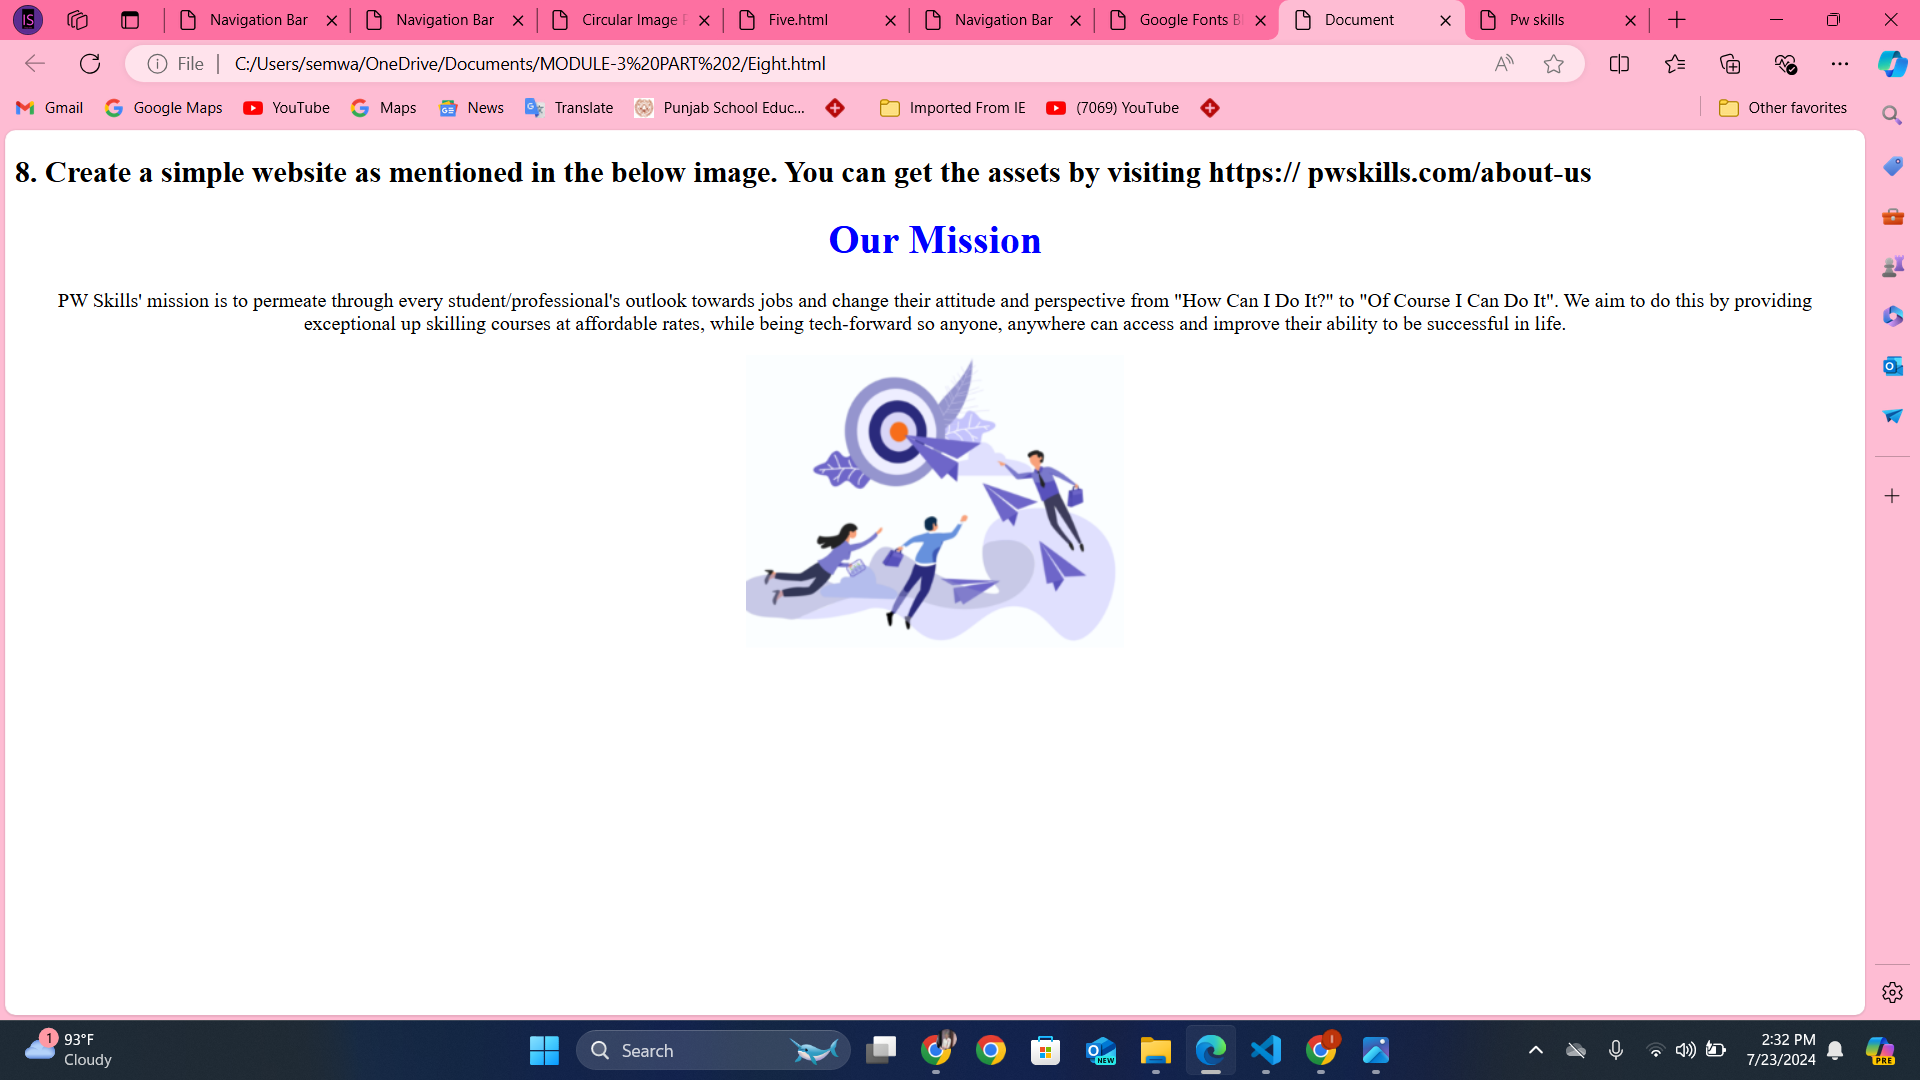 IS
Navigation Bar
Navigation Bar
Circular Image
Five.html
Navigation Bar
Google Fonts
Document
Pw skills
File
C:/Users/semwa/OneDrive/Documents/MODULE-3%20PART%202/Eight.html
Gmail
Google Maps
YouTube
Maps
News
Translate
Punjab School Educ...
Imported From IE
(7069) YouTube
Other favorites
8. Create a simple website as mentioned in the below image. You can get the assets by visiting https:// pwskills.com/about-us
Our Mission
PW Skills' mission is to permeate through every student/professional's outlook towards jobs and change their attitude and perspective from "How Can I Do It?" to "Of Course I Can Do It". We aim to do this by providing
exceptional up skilling courses at affordable rates, while being tech-forward so anyone, anywhere can access and improve their ability to be successful in life.
1
93°F
Cloudy
Search
NEW
2:32 PM
7/23/2024
PRE